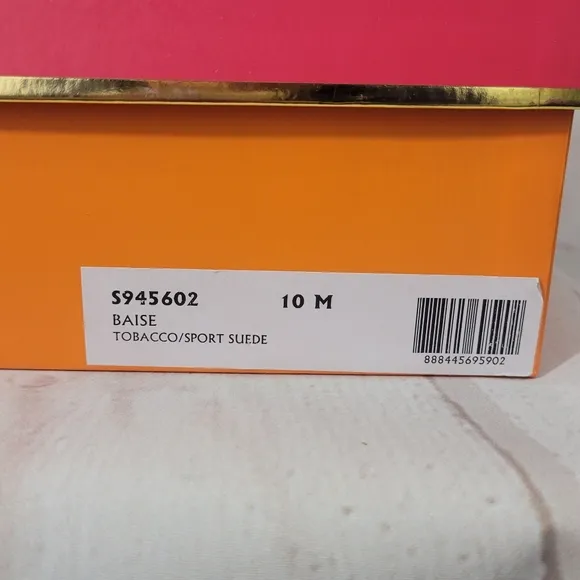 S945602 10 M
BAISE
TOBACCO/SPORT SUEDE
888445695902